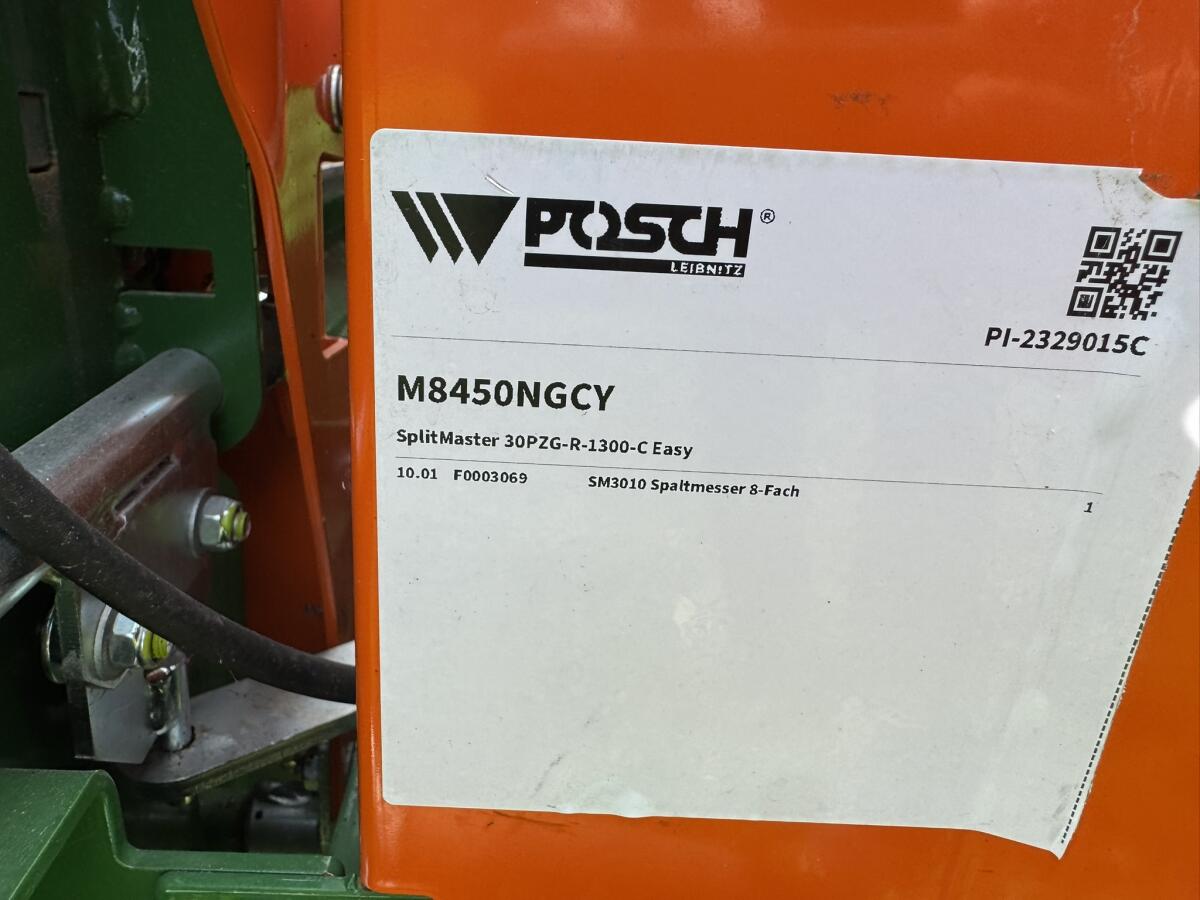 POSCH ®
LEIBNITZ
PI-2329015C
M8450NGCY
SplitMaster 30PZG-R-1300-C Easy
10.01 F0003069 SM3010 Spaltmesser 8-Fach 1